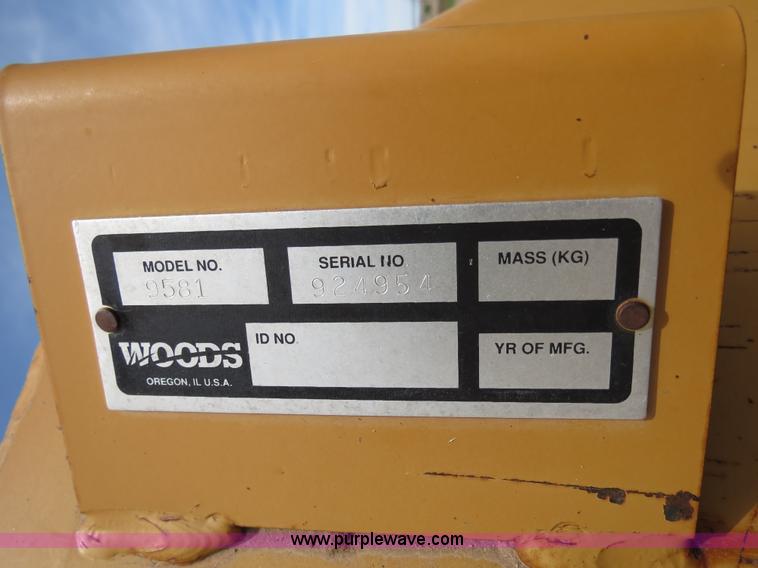 MODEL NO.
9581
SERIAL NO.
924954
MASS (KG)
WOODS
OREGON, IL U.S.A.
ID NO.
YR OF MFG.
www.purplewave.com